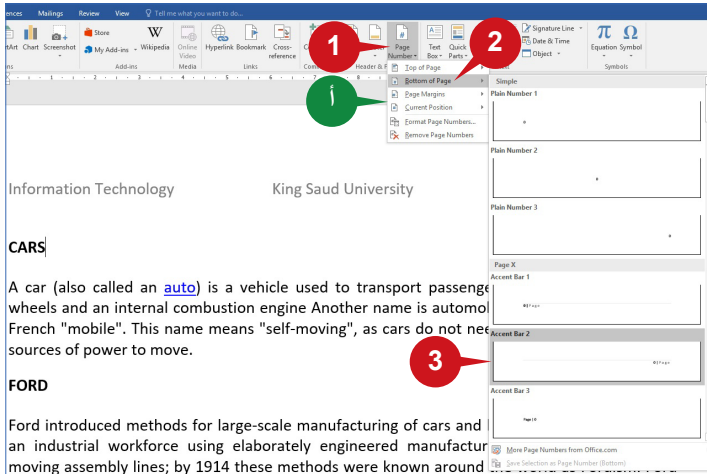 ences Mailings Review View Tell me what you want to do...
Store
Signature Line
My Add-ins
Date & Time
Object
rtArt Chart Screenshot Wikipedia Online Video Hyperlink Bookmark Cross-reference Page Number Text Box Quick Parts Equation Symbol
Add-ins Media Links Header & F Symbols
1
2
أ
3
Top of Page
Bottom of Page
Page Margins
Current Position
Format Page Numbers...
Remove Page Numbers
Simple
Plain Number 1
Plain Number 2
Plain Number 3
Page X
Accent Bar 1
0 | Page
Accent Bar 2
0 | Page
Accent Bar 3
Page | 0
More Page Numbers from Office.com
Save Selection as Page Number (Bottom)
Information Technology King Saud University
CARS
A car (also called an auto) is a vehicle used to transport passenge
wheels and an internal combustion engine Another name is automol
French "mobile". This name means "self-moving", as cars do not nee
sources of power to move.
FORD
Ford introduced methods for large-scale manufacturing of cars and
an industrial workforce using elaborately engineered manufactur
moving assembly lines; by 1914 these methods were known around